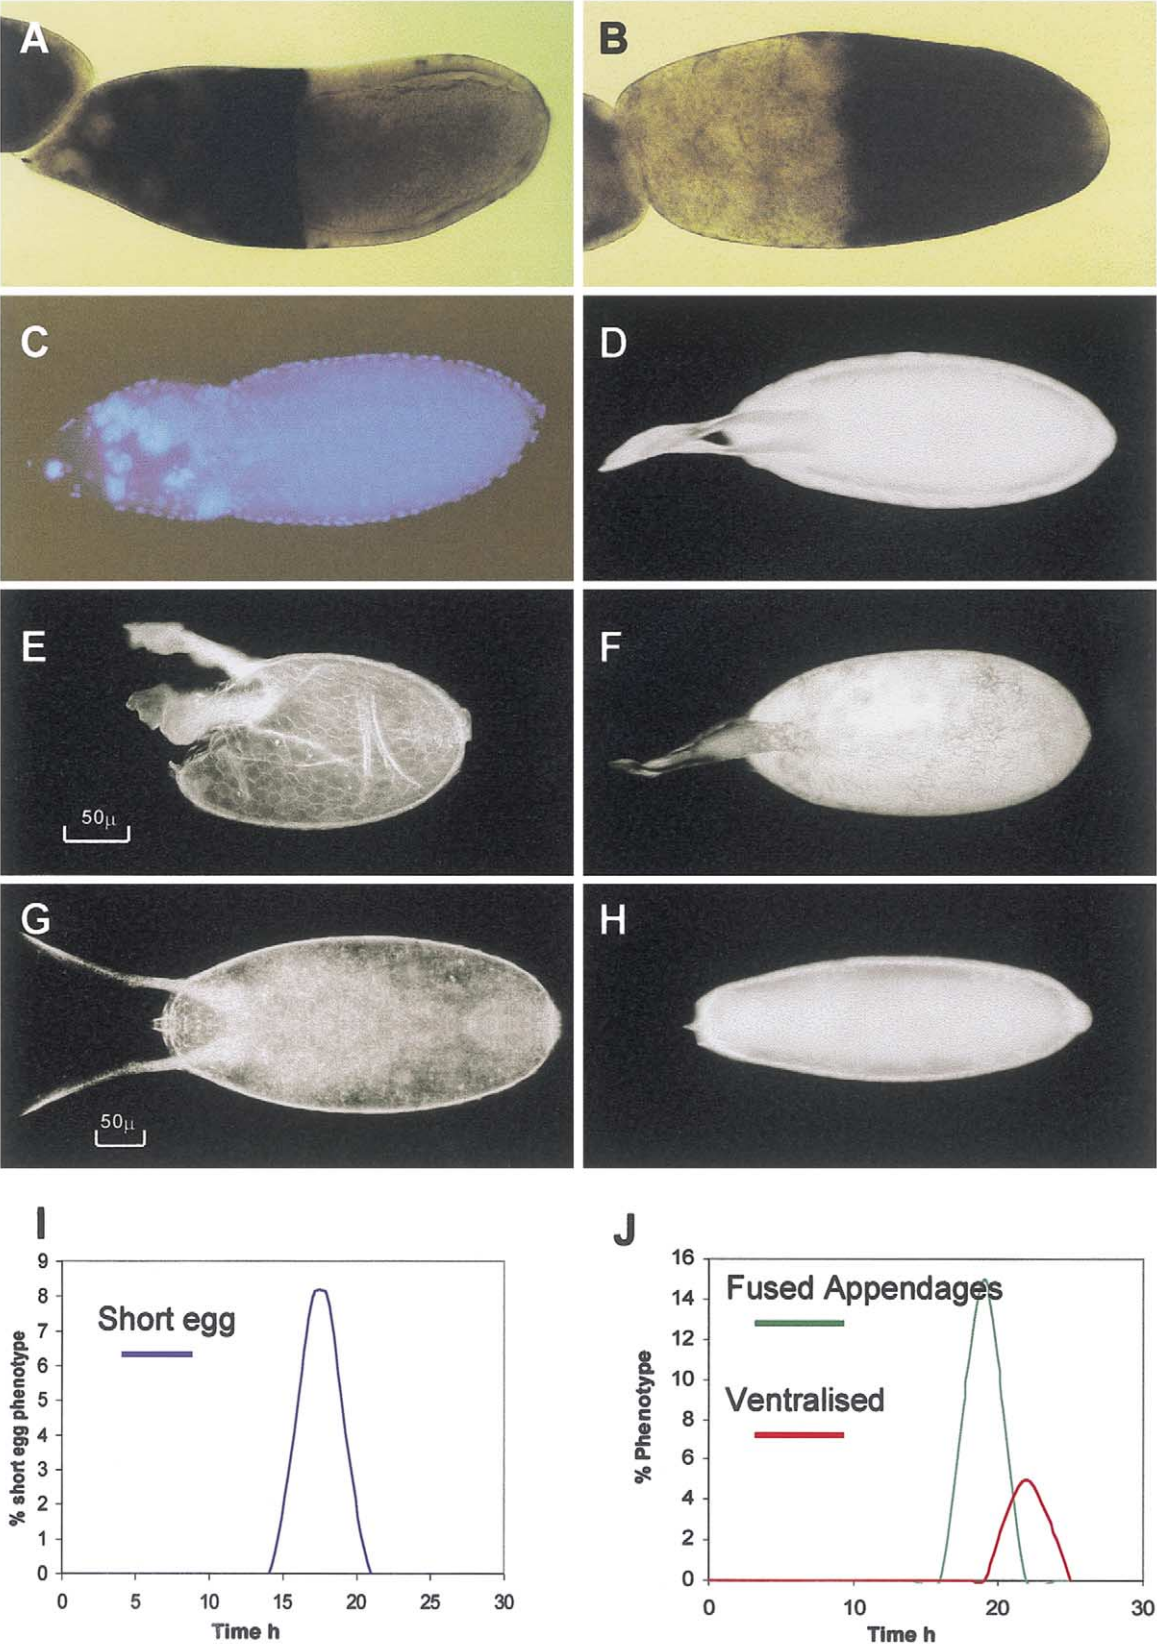 A
B
C
D
E
50µ
F
G
50µ
H
I
9
8
7
6
5
4
3
2
1
0
% short egg phenotype
Short egg
0 5 10 15 20 25 30
Time h
J
16
14
12
10
8
6
4
2
0
% Phenotype
Fused Appendages
Ventralised
0 10 20 30
Time h